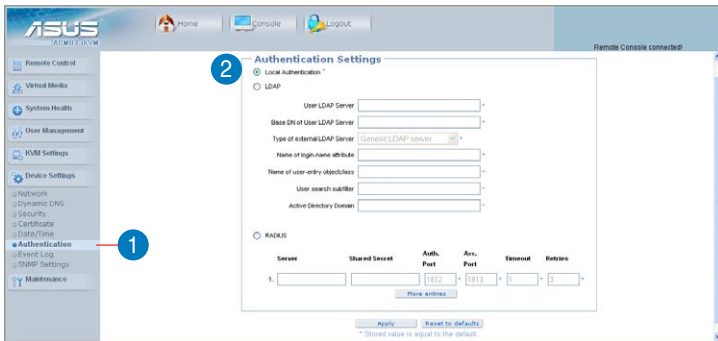 ASUS
ASMB3-IKVM
Home
Console
Logout
Remote Console connected!
Remote Control
Virtual Media
System Health
User Management
KVM Settings
Device Settings
Network
Dynamic DNS
Security
Certificate
Date/Time
Authentication
Event Log
SNMP Settings
Maintenance
1
2
Authentication Settings
Local Authentication *
LDAP
User LDAP Server *
Base DN of User LDAP Server *
Type of external LDAP Server Generic LDAP server *
Name of login-name attribute *
Name of user-entry objectclass *
User search subfilter *
Active Directory Domain *
RADIUS
Server Shared Secret Auth. Port Acc. Port Timeout Retries
1. 1812 * 1813 * 1 * 3 *
More entries
Apply Reset to defaults
* Stored value is equal to the default.